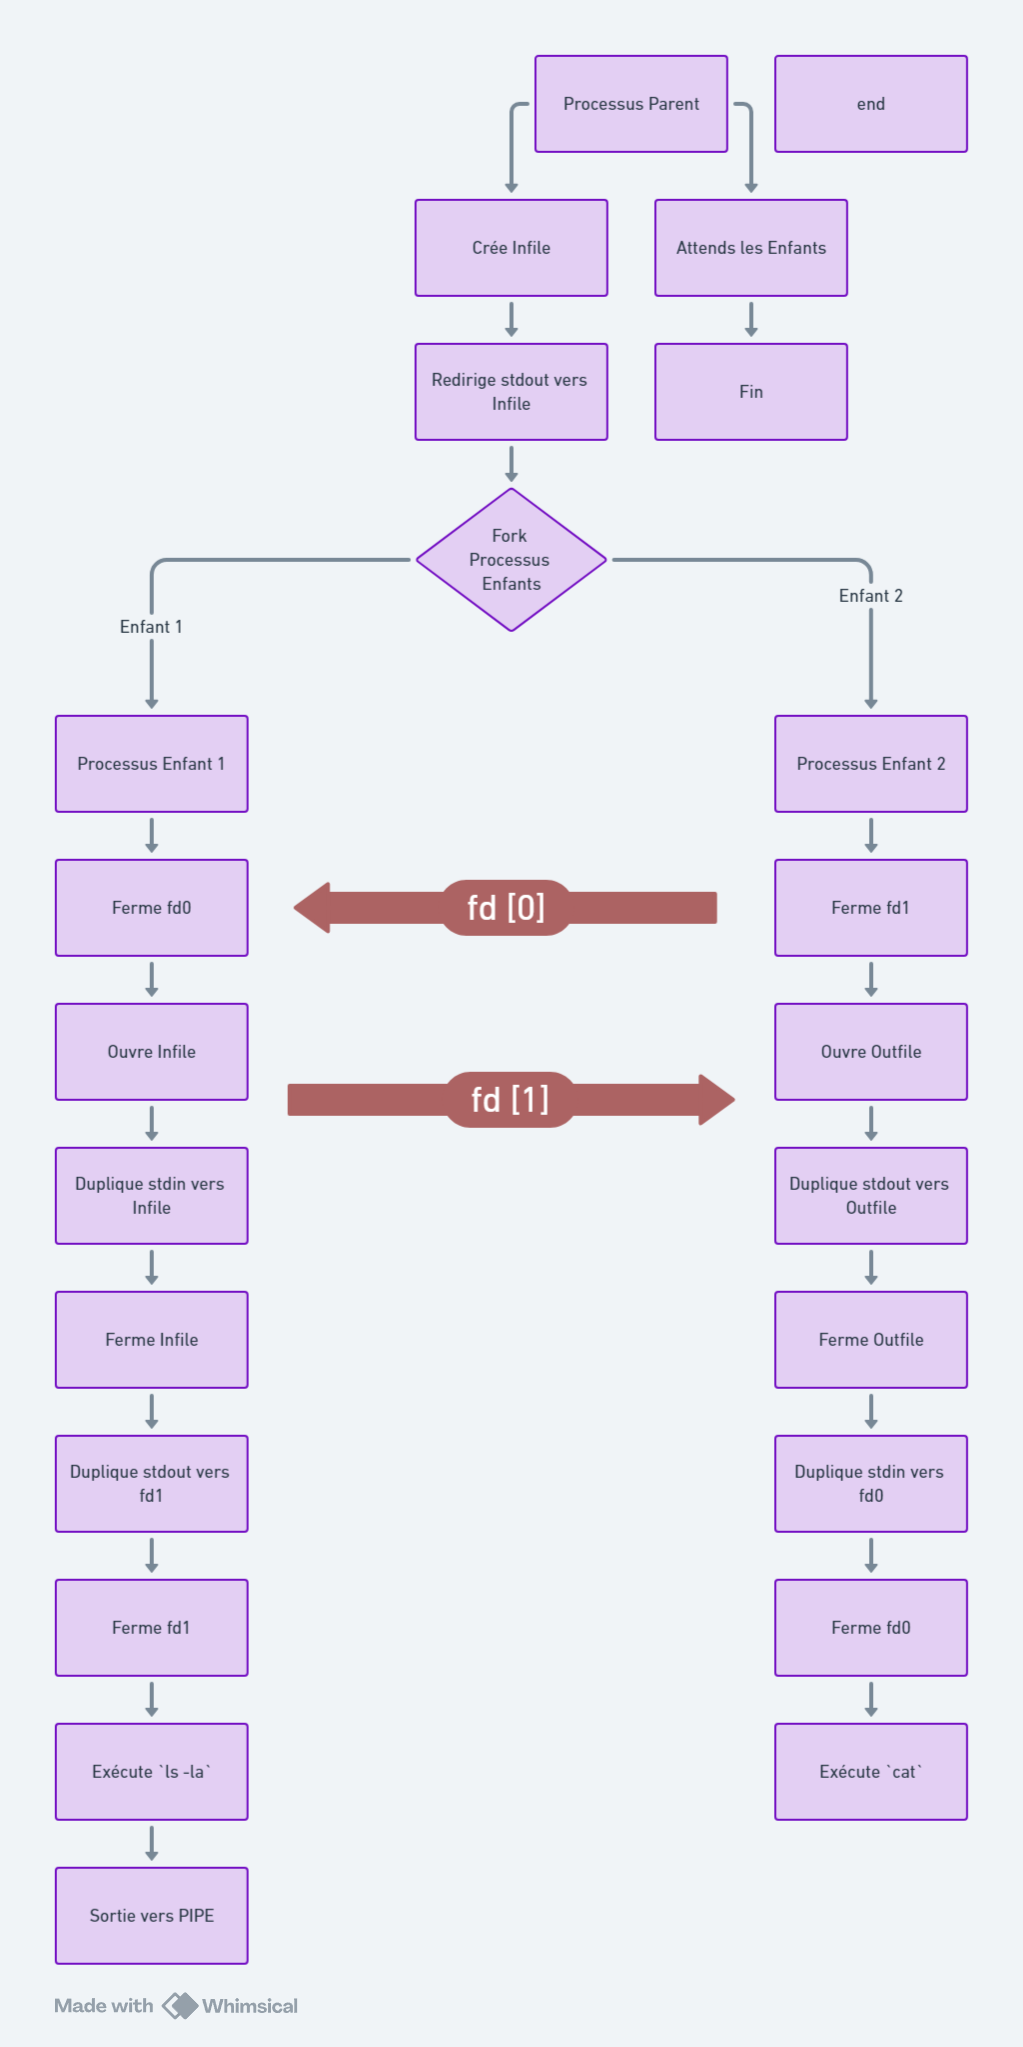 Processus Parent
end
Crée Infile
Attends les Enfants
Redirige stdout vers
Infile
Fin
Fork
Processus
Enfants
Enfant 1
Enfant 2
Processus Enfant 1
Processus Enfant 2
Ferme fd0
fd [0]
Ferme fd1
Ouvre Infile
Ouvre Outfile
fd [1]
Duplique stdin vers
Infile
Duplique stdout vers
Outfile
Ferme Infile
Ferme Outfile
Duplique stdout vers
fd1
Duplique stdin vers
fd0
Ferme fd1
Ferme fd0
Exécute `ls -la`
Exécute `cat`
Sortie vers PIPE
Made with Whimsical